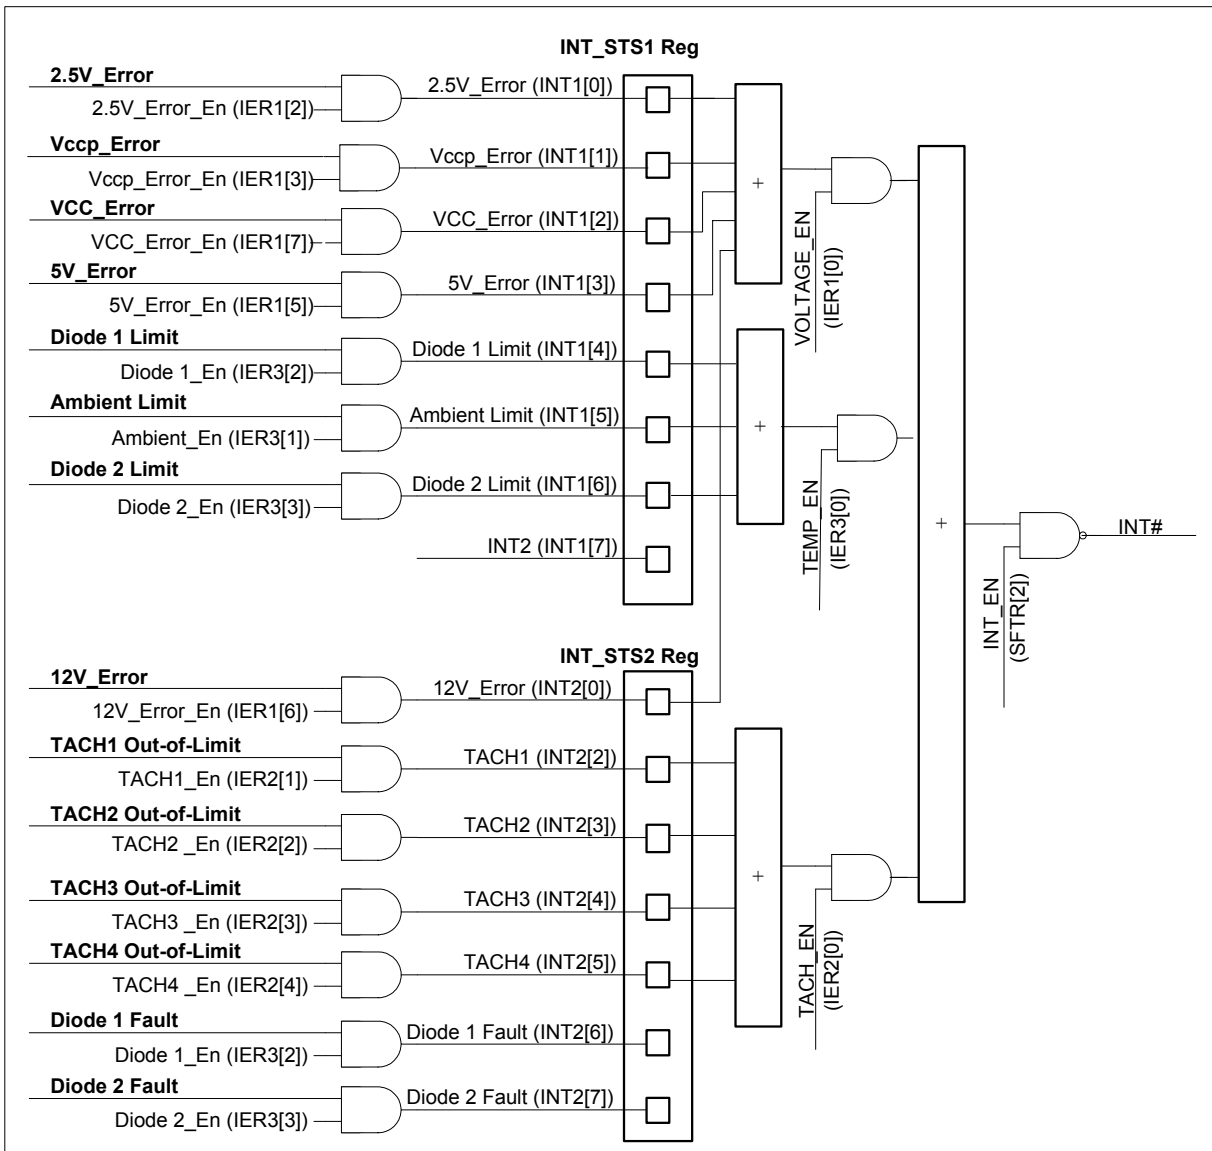 INT_STS1 Reg
2.5V_Error
2.5V_Error_En (IER1[2])
2.5V_Error (INT1[0])
Vccp_Error
Vccp_Error_En (IER1[3])
Vccp_Error (INT1[1])
VCC_Error
VCC_Error_En (IER1[7])
VCC_Error (INT1[2])
5V_Error
5V_Error_En (IER1[5])
5V_Error (INT1[3])
+
VOLTAGE_EN
(IER1[0])
Diode 1 Limit
Diode 1_En (IER3[2])
Diode 1 Limit (INT1[4])
Ambient Limit
Ambient_En (IER3[1])
Ambient Limit (INT1[5])
Diode 2 Limit
Diode 2_En (IER3[3])
Diode 2 Limit (INT1[6])
INT2 (INT1[7])
+
TEMP_EN
(IER3[0])
+
INT#
INT_EN
(SFTR[2])
INT_STS2 Reg
12V_Error
12V_Error_En (IER1[6])
12V_Error (INT2[0])
TACH1 Out-of-Limit
TACH1_En (IER2[1])
TACH1 (INT2[2])
TACH2 Out-of-Limit
TACH2 _En (IER2[2])
TACH2 (INT2[3])
TACH3 Out-of-Limit
TACH3 _En (IER2[3])
TACH3 (INT2[4])
TACH4 Out-of-Limit
TACH4 _En (IER2[4])
TACH4 (INT2[5])
+
TACH_EN
(IER2[0])
Diode 1 Fault
Diode 1_En (IER3[2])
Diode 1 Fault (INT2[6])
Diode 2 Fault
Diode 2_En (IER3[3])
Diode 2 Fault (INT2[7])